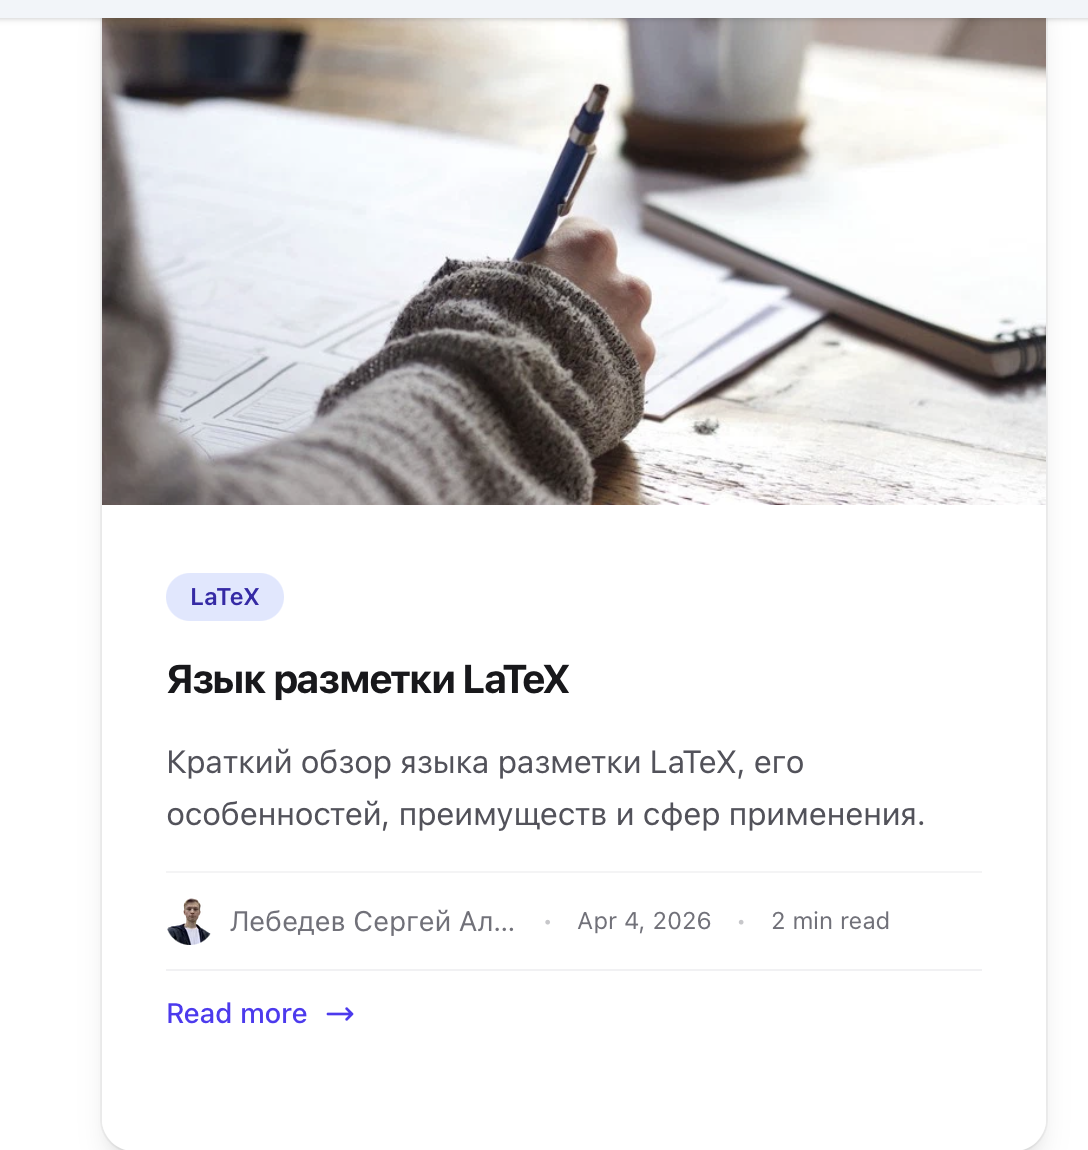 LaTeX
Язык разметки LaTeX
Краткий обзор языка разметки LaTeX, его
особенностей, преимуществ и сфер применения.
Лебедев Сергей Ал... · Apr 4, 2026 · 2 min read
Read more →